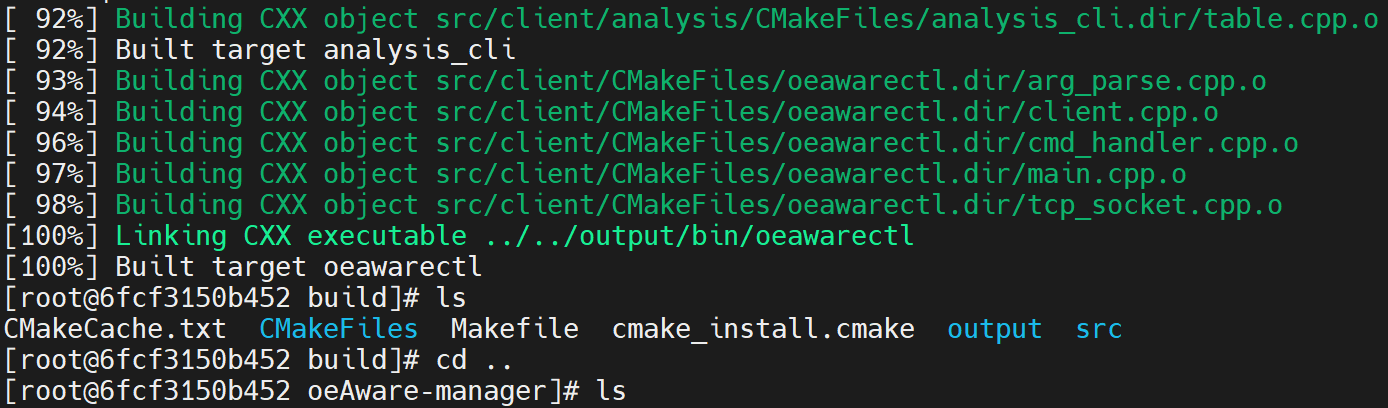 [ 92%] Building CXX object src/client/analysis/CMakeFiles/analysis_cli.dir/table.cpp.o
[ 92%] Built target analysis_cli
[ 93%] Building CXX object src/client/CMakeFiles/oeawarectl.dir/arg_parse.cpp.o
[ 94%] Building CXX object src/client/CMakeFiles/oeawarectl.dir/client.cpp.o
[ 96%] Building CXX object src/client/CMakeFiles/oeawarectl.dir/cmd_handler.cpp.o
[ 97%] Building CXX object src/client/CMakeFiles/oeawarectl.dir/main.cpp.o
[ 98%] Building CXX object src/client/CMakeFiles/oeawarectl.dir/tcp_socket.cpp.o
[100%] Linking CXX executable ../../output/bin/oeawarectl
[100%] Built target oeawarectl
[root@6fcf3150b452 build]# ls
CMakeCache.txt  CMakeFiles  Makefile  cmake_install.cmake  output  src
[root@6fcf3150b452 build]# cd ..
[root@6fcf3150b452 oeAware-manager]# ls